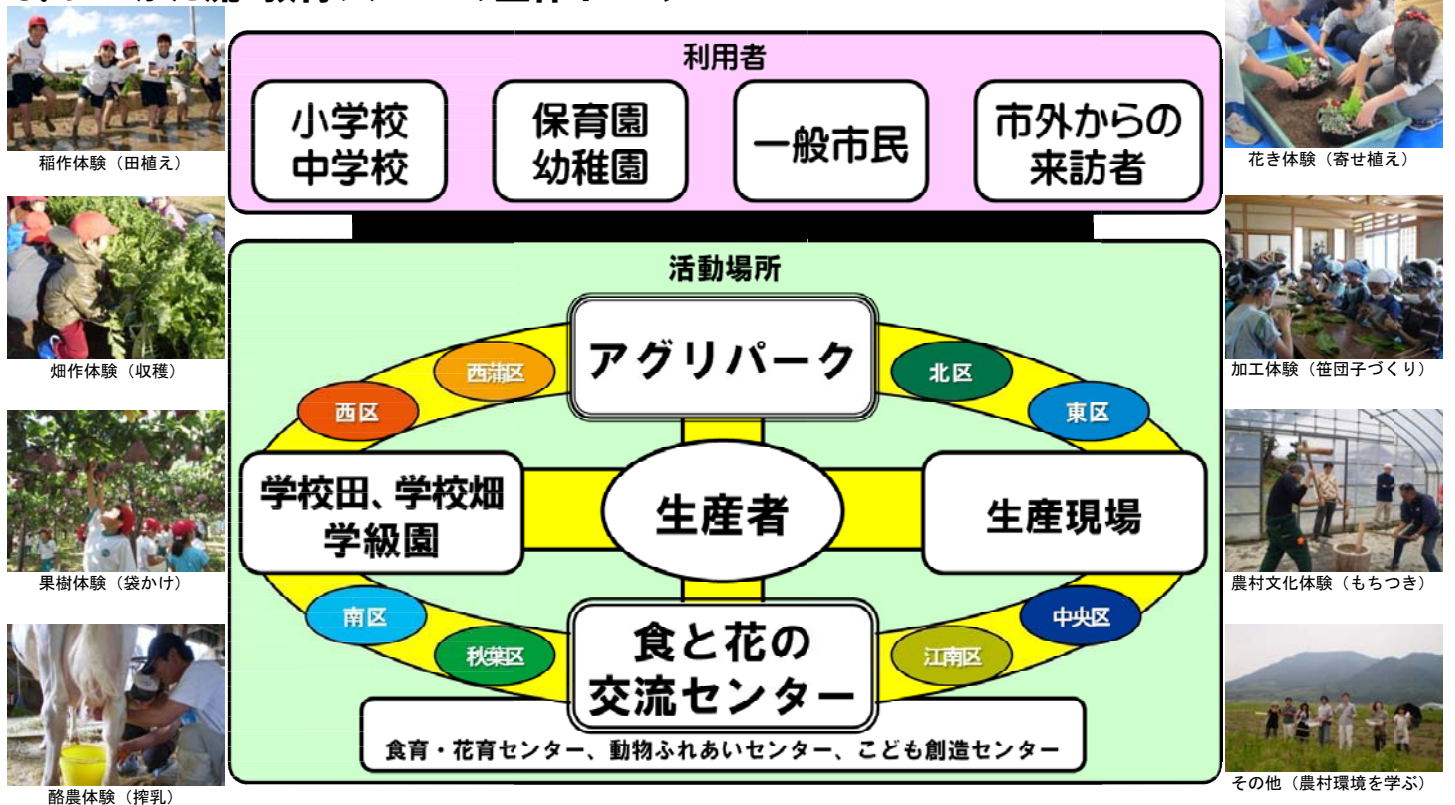 利用者
小学校
中学校
保育園
幼稚園
一般市民
市外からの
来訪者
活動場所
アグリパーク
西蒲区
北区
西区
東区
学校田、学校畑
学級園
生産者
生産現場
南区
中央区
秋葉区
江南区
食と花の
交流センター
食育・花育センター、動物ふれあいセンター、こども創造センター
稲作体験（田植え）
畑作体験（収穫）
果樹体験（袋かけ）
酪農体験（搾乳）
花き体験（寄せ植え）
加工体験（笹団子づくり）
農村文化体験（もちつき）
その他（農村環境を学ぶ）